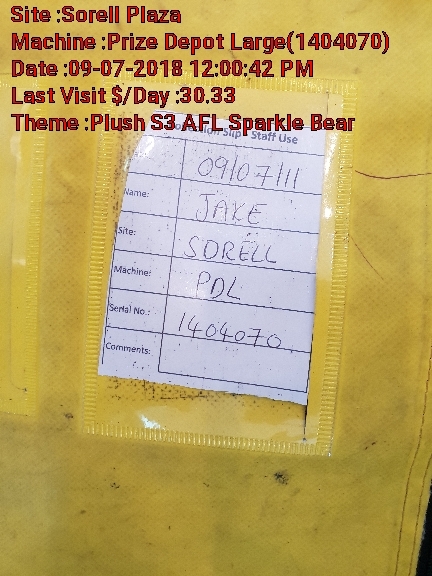 Site :Sorell Plaza
Machine :Prize Depot Large(1404070)
Date :09-07-2018 12:00:42 PM
Last Visit $/Day :30.33
Theme :Plush S3 AFL Sparkle Bear
Slip - Staff Use
09/07/11
Name: JAKE
Site: SORELL
Machine: PDL
Serial No.: 1404070
Comments: